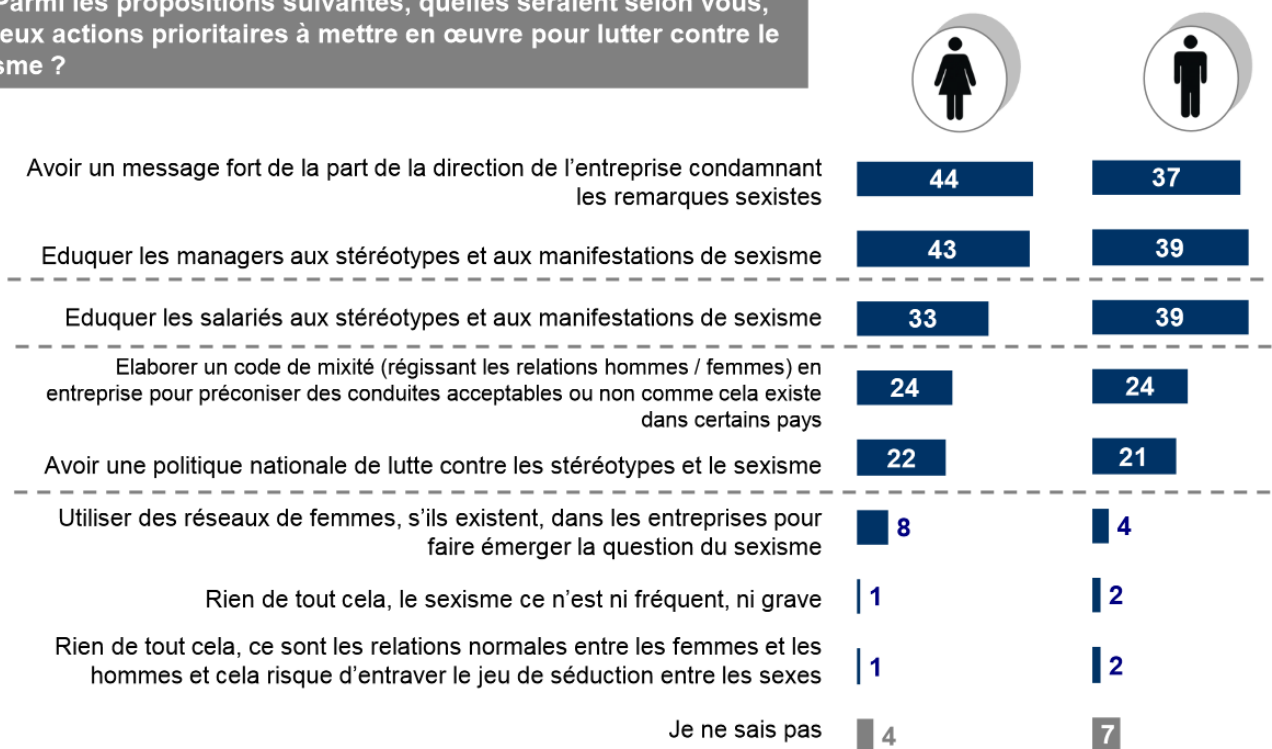 Parmi les propositions suivantes, quelles seraient selon vous,
eux actions prioritaires à mettre en œuvre pour lutter contre le
sme ?
Avoir un message fort de la part de la direction de l’entreprise condamnant
les remarques sexistes
44
37
Eduquer les managers aux stéréotypes et aux manifestations de sexisme
43
39
Eduquer les salariés aux stéréotypes et aux manifestations de sexisme
33
39
Elaborer un code de mixité (régissant les relations hommes / femmes) en
entreprise pour préconiser des conduites acceptables ou non comme cela existe
dans certains pays
24
24
Avoir une politique nationale de lutte contre les stéréotypes et le sexisme
22
21
Utiliser des réseaux de femmes, s’ils existent, dans les entreprises pour
faire émerger la question du sexisme
8
4
Rien de tout cela, le sexisme ce n’est ni fréquent, ni grave
1
2
Rien de tout cela, ce sont les relations normales entre les femmes et les
hommes et cela risque d’entraver le jeu de séduction entre les sexes
1
2
Je ne sais pas
4
7